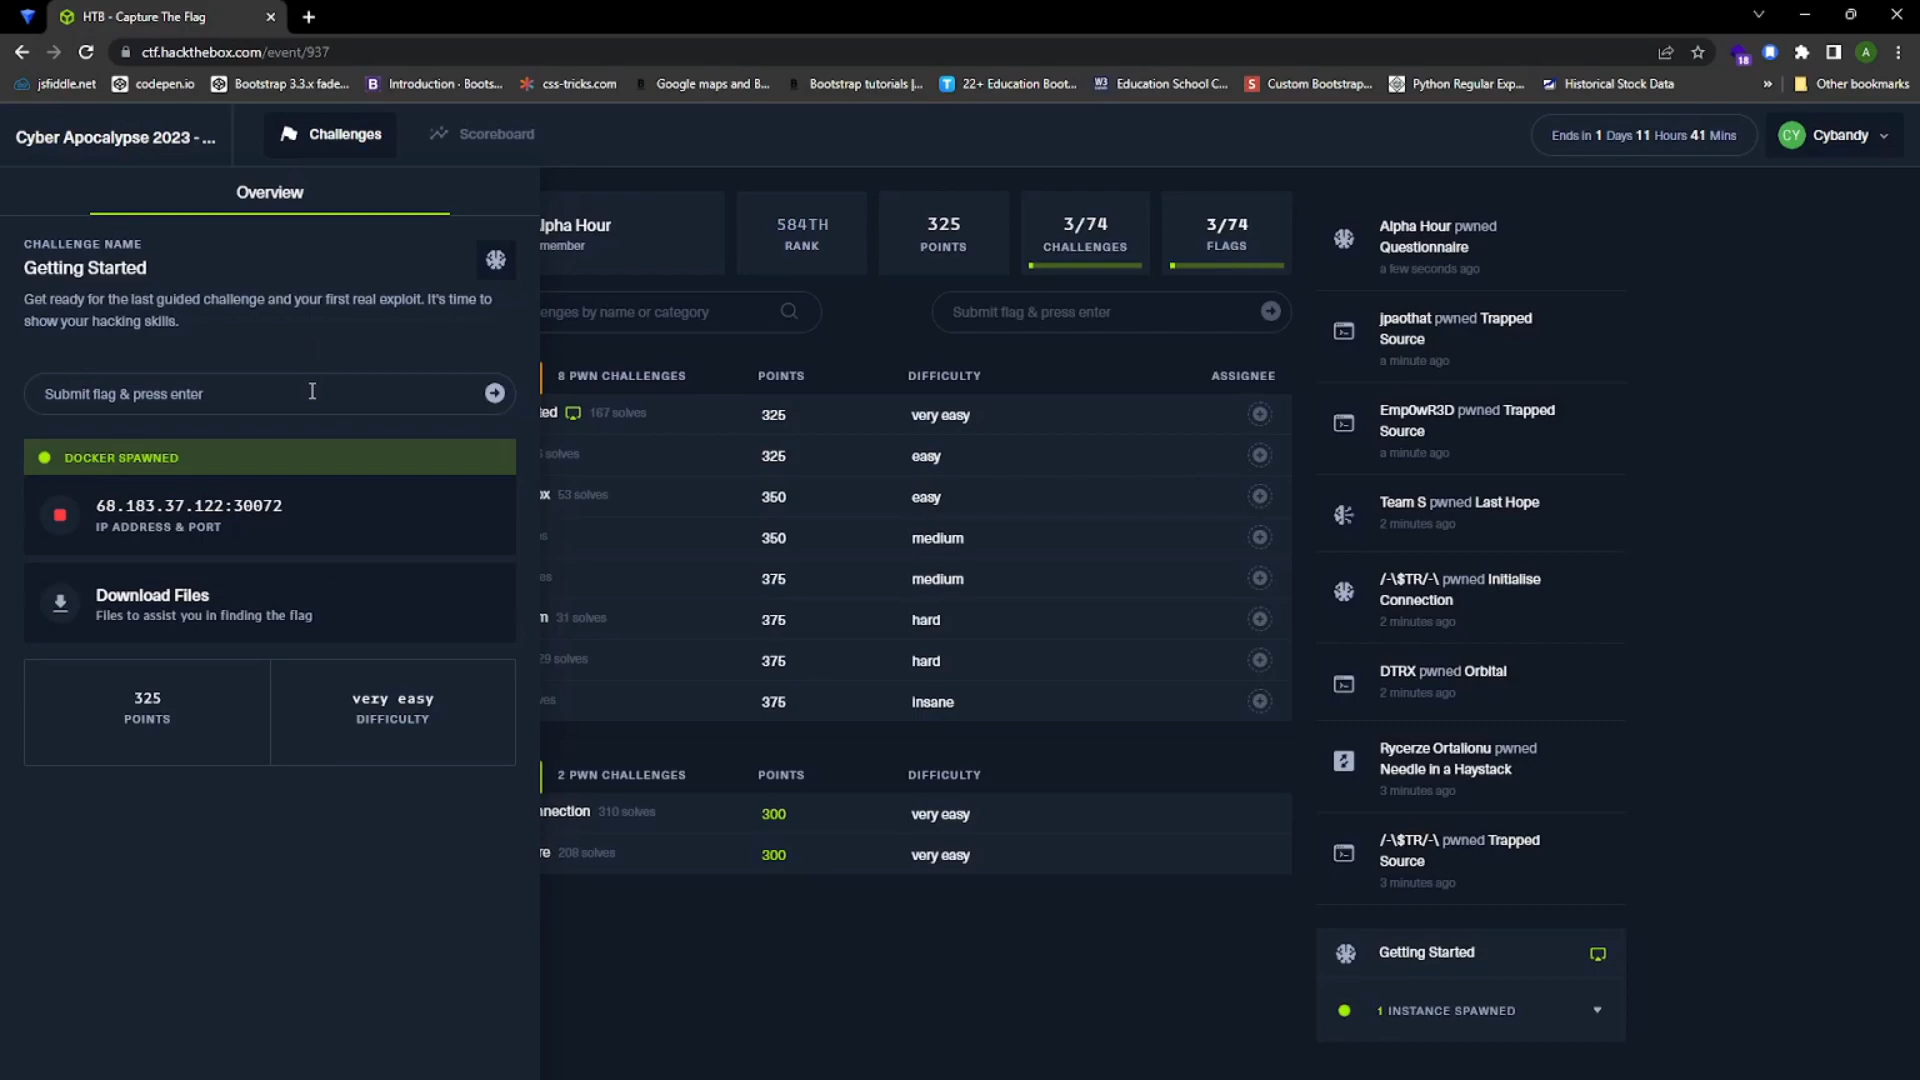 HTB - Capture The Flag
ctf.hackthebox.com/event/937
18
A
jsfiddle.net
codepen.io
Bootstrap 3.3.x fade...
B Introduction - Boots...
css-tricks.com
Google maps and B...
Bootstrap tutorials |...
22+ Education Boot...
Education School C...
Custom Bootstrap...
Python Regular Exp...
Historical Stock Data
Other bookmarks
Cyber Apocalypse 2023 - ...
Challenges
Scoreboard
Ends in 1 Days 11 Hours 41 Mins
CY Cybandy
Overview
CHALLENGE NAME
Getting Started
Get ready for the last guided challenge and your first real exploit. It's time to
show your hacking skills.
Submit flag & press enter
DOCKER SPAWNED
68.183.37.122:30072
IP ADDRESS & PORT
Download Files
Files to assist you in finding the flag
325
POINTS
very easy
DIFFICULTY
lpha Hour
member
584TH
RANK
325
POINTS
3/74
CHALLENGES
3/74
FLAGS
enges by name or category
Submit flag & press enter
8 PWN CHALLENGES POINTS DIFFICULTY ASSIGNEE
ted 167 solves 325 very easy
solves 325 easy
ox 53 solves 350 easy
s 350 medium
es 375 medium
m 31 solves 375 hard
29 solves 375 hard
ves 375 insane
2 PWN CHALLENGES POINTS DIFFICULTY
nnection 310 solves 300 very easy
re 208 solves 300 very easy
Alpha Hour pwned
Questionnaire
a few seconds ago
jpaothat pwned Trapped
Source
a minute ago
Emp0wR3D pwned Trapped
Source
a minute ago
Team S pwned Last Hope
2 minutes ago
/-\$TR/-\ pwned Initialise
Connection
2 minutes ago
DTRX pwned Orbital
2 minutes ago
Rycerze Ortalionu pwned
Needle in a Haystack
3 minutes ago
/-\$TR/-\ pwned Trapped
Source
3 minutes ago
Getting Started
1 INSTANCE SPAWNED